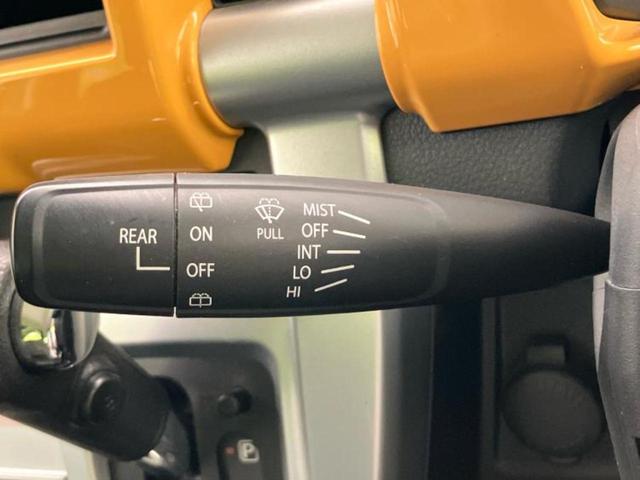 REAR
ON
OFF
PULL
MIST
OFF
INT
LO
HI
P